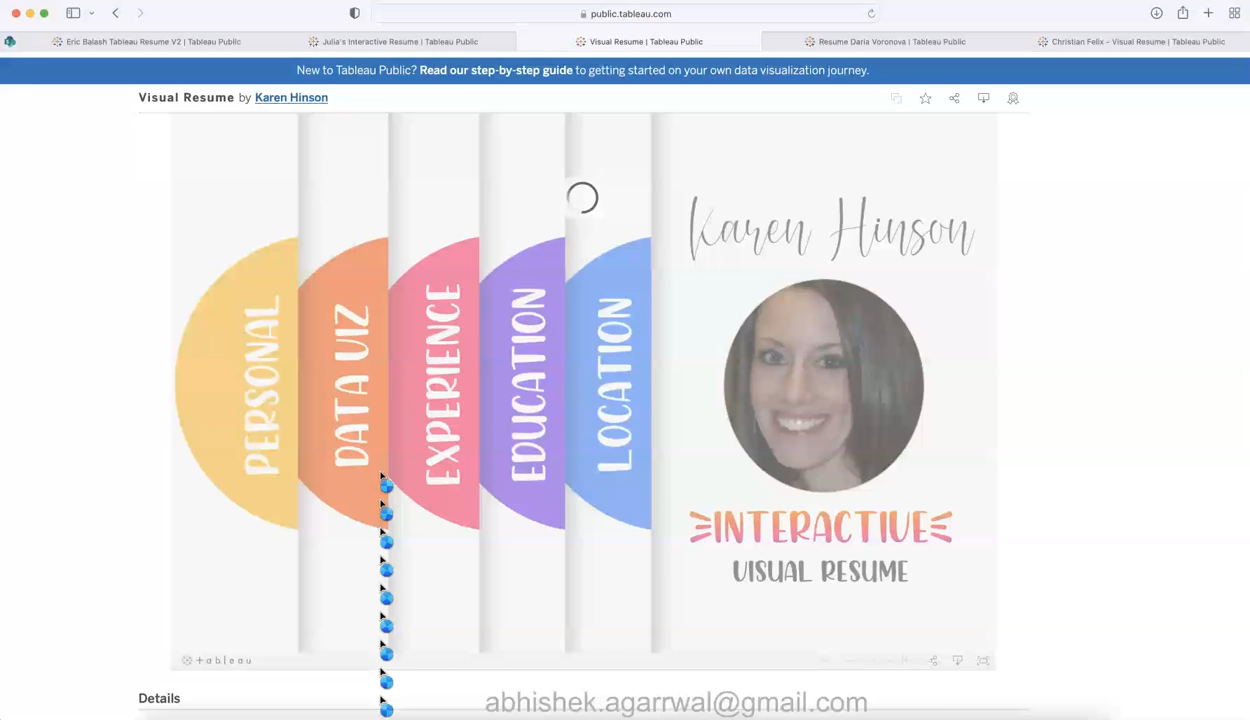 public.tableau.com
Eric Balash Tableau Resume V2 | Tableau Public
Julia's Interactive Resume | Tableau Public
Visual Resume | Tableau Public
Resume Daria Voronova | Tableau Public
Christian Felix - Visual Resume | Tableau Public
New to Tableau Public? Read our step-by-step guide to getting started on your own data visualization journey.
Visual Resume by Karen Hinson
PERSONAL
DATA VIZ
EXPERIENCE
EDUCATION
LOCATION
Karen Hinson
INTERACTIVE
VISUAL RESUME
+ableau
Details
abhishek.agarrwal@gmail.com